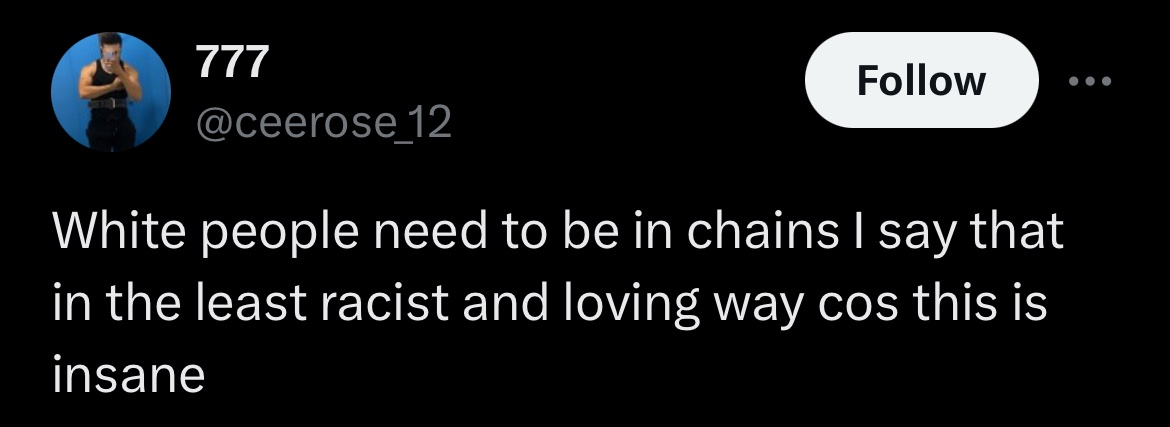 777
Follow
@ceerose_12
White people need to be in chains I say that
in the least racist and loving way cos this is
insane